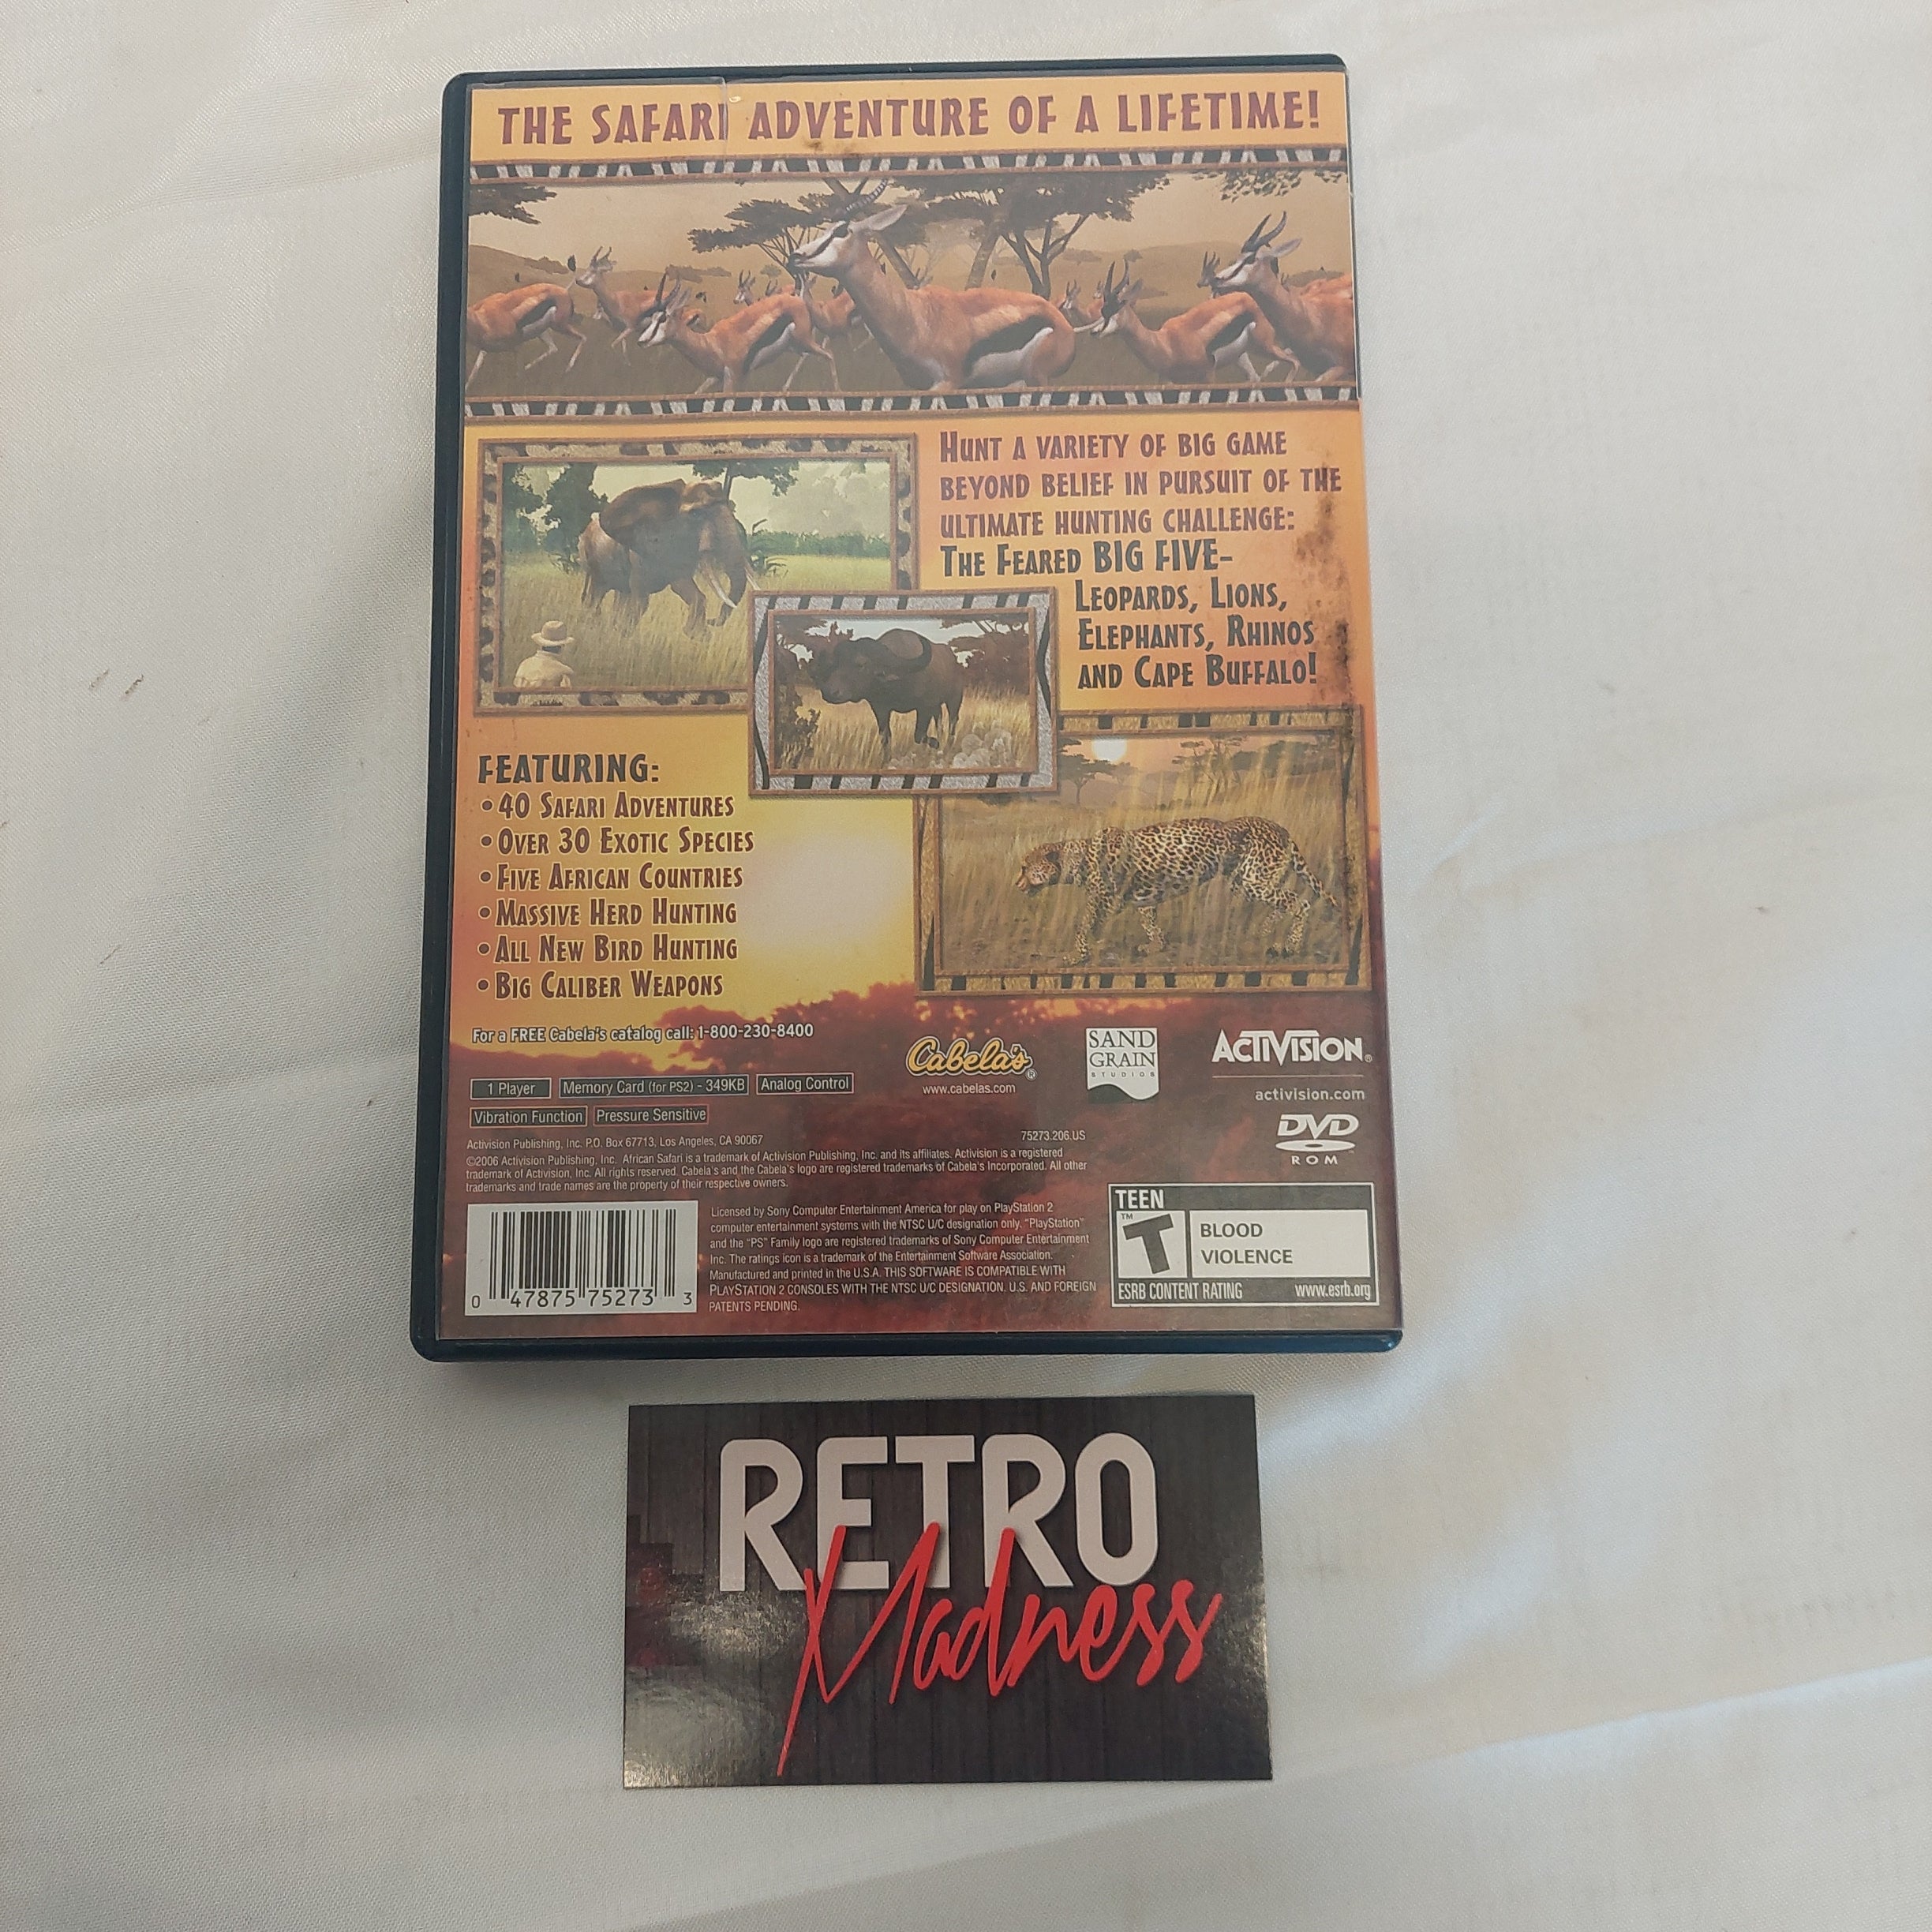 THE SAFARI ADVENTURE OF A LIFETIME!
HUNT A VARIETY OF BIG GAME
BEYOND BELIEF IN PURSUIT OF THE
ULTIMATE HUNTING CHALLENGE:
THE FEARED BIG FIVE-
LEOPARDS, LIONS,
ELEPHANTS, RHINOS
AND CAPE BUFFALO!
FEATURING:
• 40 SAFARI ADVENTURES
• OVER 30 EXOTIC SPECIES
• FIVE AFRICAN COUNTRIES
• MASSIVE HERD HUNTING
• ALL NEW BIRD HUNTING
• BIG CALIBER WEAPONS
For a FREE Cabela's catalog call: 1-800-230-8400
Cabela's®
www.cabelas.com
SAND
GRAIN
STUDIOS
ACTIVISION®
activision.com
1 Player
Memory Card (for PS2) - 349KB
Analog Control
Vibration Function
Pressure Sensitive
DVD
ROM
Activision Publishing, Inc. P.O. Box 67713, Los Angeles, CA 90067
75273.206.US
©2006 Activision Publishing, Inc. African Safari is a trademark of Activision Publishing, Inc. and its affiliates. Activision is a registered
trademark of Activision, Inc. All rights reserved. Cabela's and the Cabela's logo are registered trademarks of Cabela's Incorporated. All other
trademarks and trade names are the property of their respective owners.
0 47875 75273 3
Licensed by Sony Computer Entertainment America for play on PlayStation 2
computer entertainment systems with the NTSC U/C designation only. "PlayStation"
and the "PS" Family logo are registered trademarks of Sony Computer Entertainment
Inc. The ratings icon is a trademark of the Entertainment Software Association.
Manufactured and printed in the U.S.A. THIS SOFTWARE IS COMPATIBLE WITH
PLAYSTATION 2 CONSOLES WITH THE NTSC U/C DESIGNATION. U.S. AND FOREIGN
PATENTS PENDING.
TEEN
T™
BLOOD
VIOLENCE
ESRB CONTENT RATING www.esrb.org
RETRO
Madness